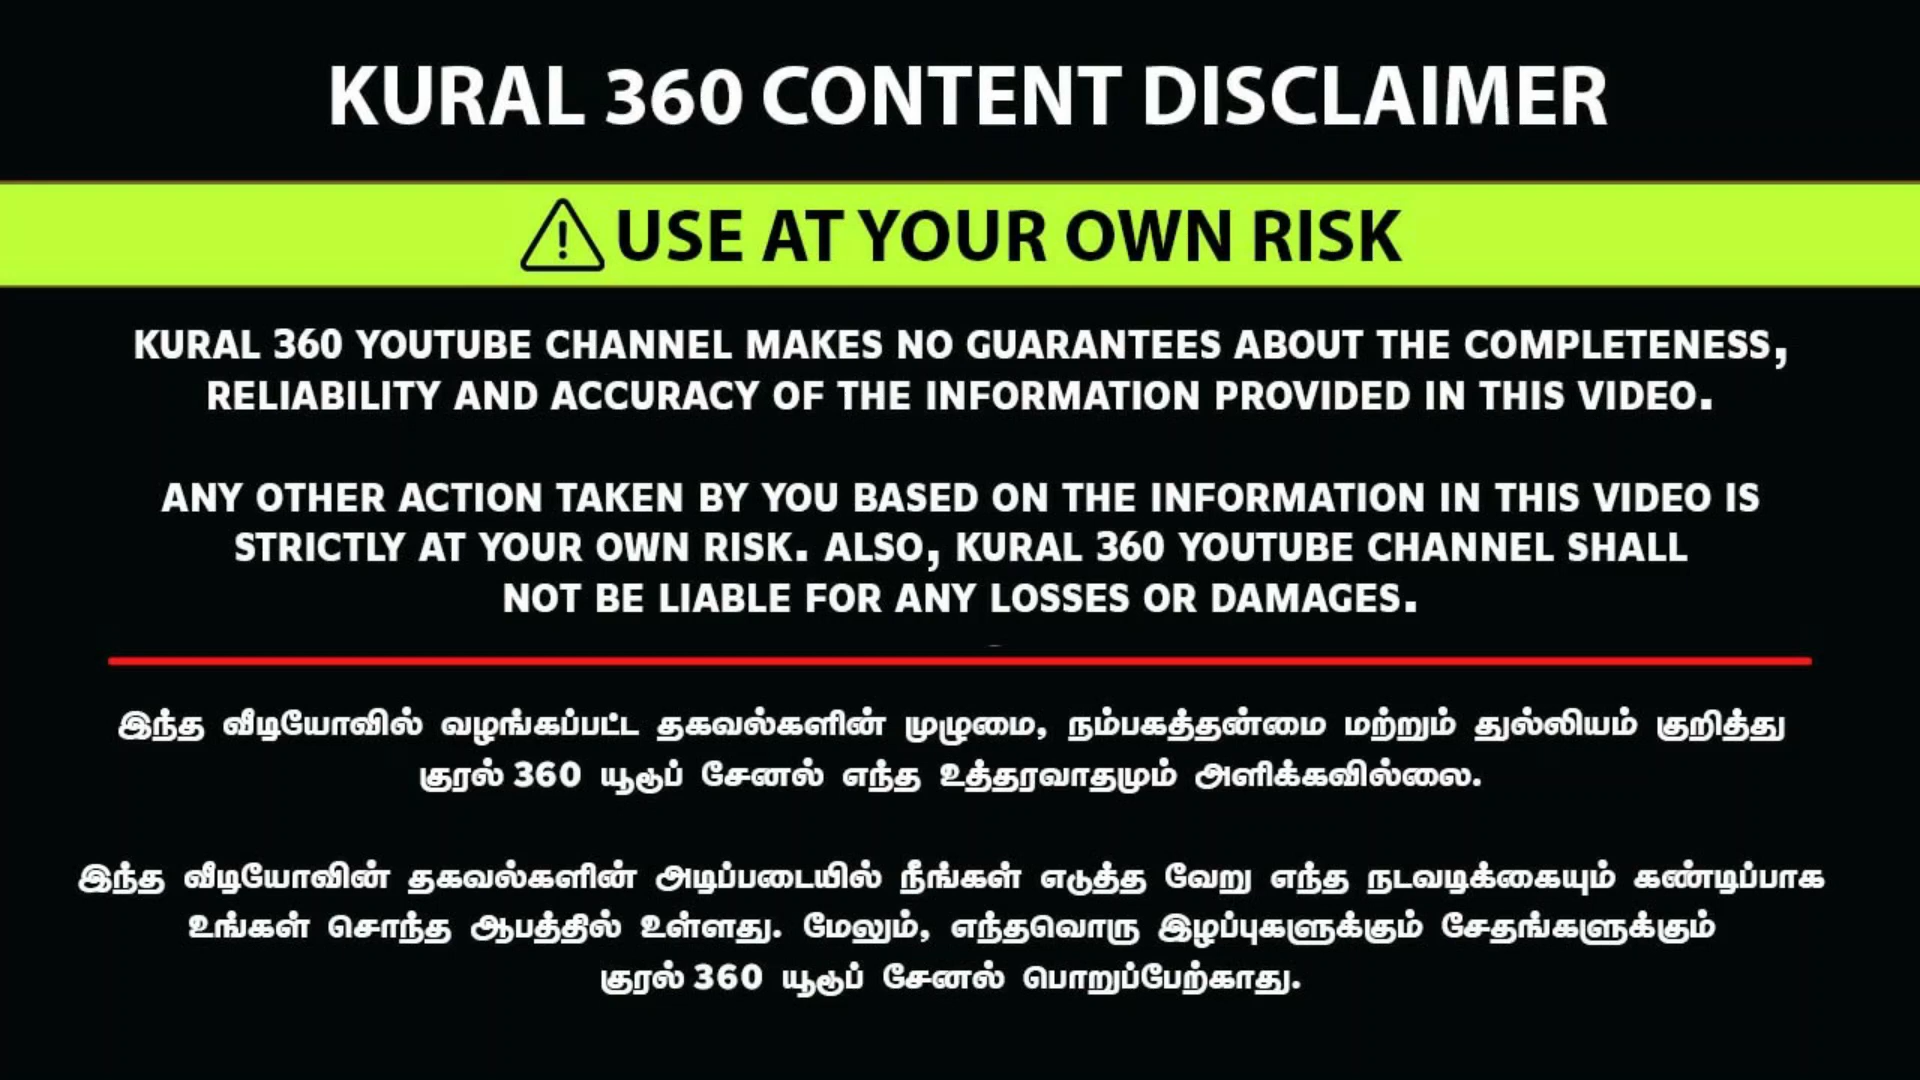 KURAL 360 CONTENT DISCLAIMER
USE AT YOUR OWN RISK
KURAL 360 YOUTUBE CHANNEL MAKES NO GUARANTEES ABOUT THE COMPLETENESS,
RELIABILITY AND ACCURACY OF THE INFORMATION PROVIDED IN THIS VIDEO.
ANY OTHER ACTION TAKEN BY YOU BASED ON THE INFORMATION IN THIS VIDEO IS
STRICTLY AT YOUR OWN RISK. ALSO, KURAL 360 YOUTUBE CHANNEL SHALL
NOT BE LIABLE FOR ANY LOSSES OR DAMAGES.
இந்த வீடியோவில் வழங்கப்பட்ட தகவல்களின் முழுமை, நம்பகத்தன்மை மற்றும் துல்லியம் குறித்து
குரல் 360 யூடூப் சேனல் எந்த உத்தரவாதமும் அளிக்கவில்லை.
இந்த வீடியோவின் தகவல்களின் அடிப்படையில் நீங்கள் எடுத்த வேறு எந்த நடவடிக்கையும் கண்டிப்பாக
உங்கள் சொந்த ஆபத்தில் உள்ளது. மேலும், எந்தவொரு இழப்புகளுக்கும் சேதங்களுக்கும்
குரல் 360 யூடூப் சேனல் பொறுப்பேற்காது.